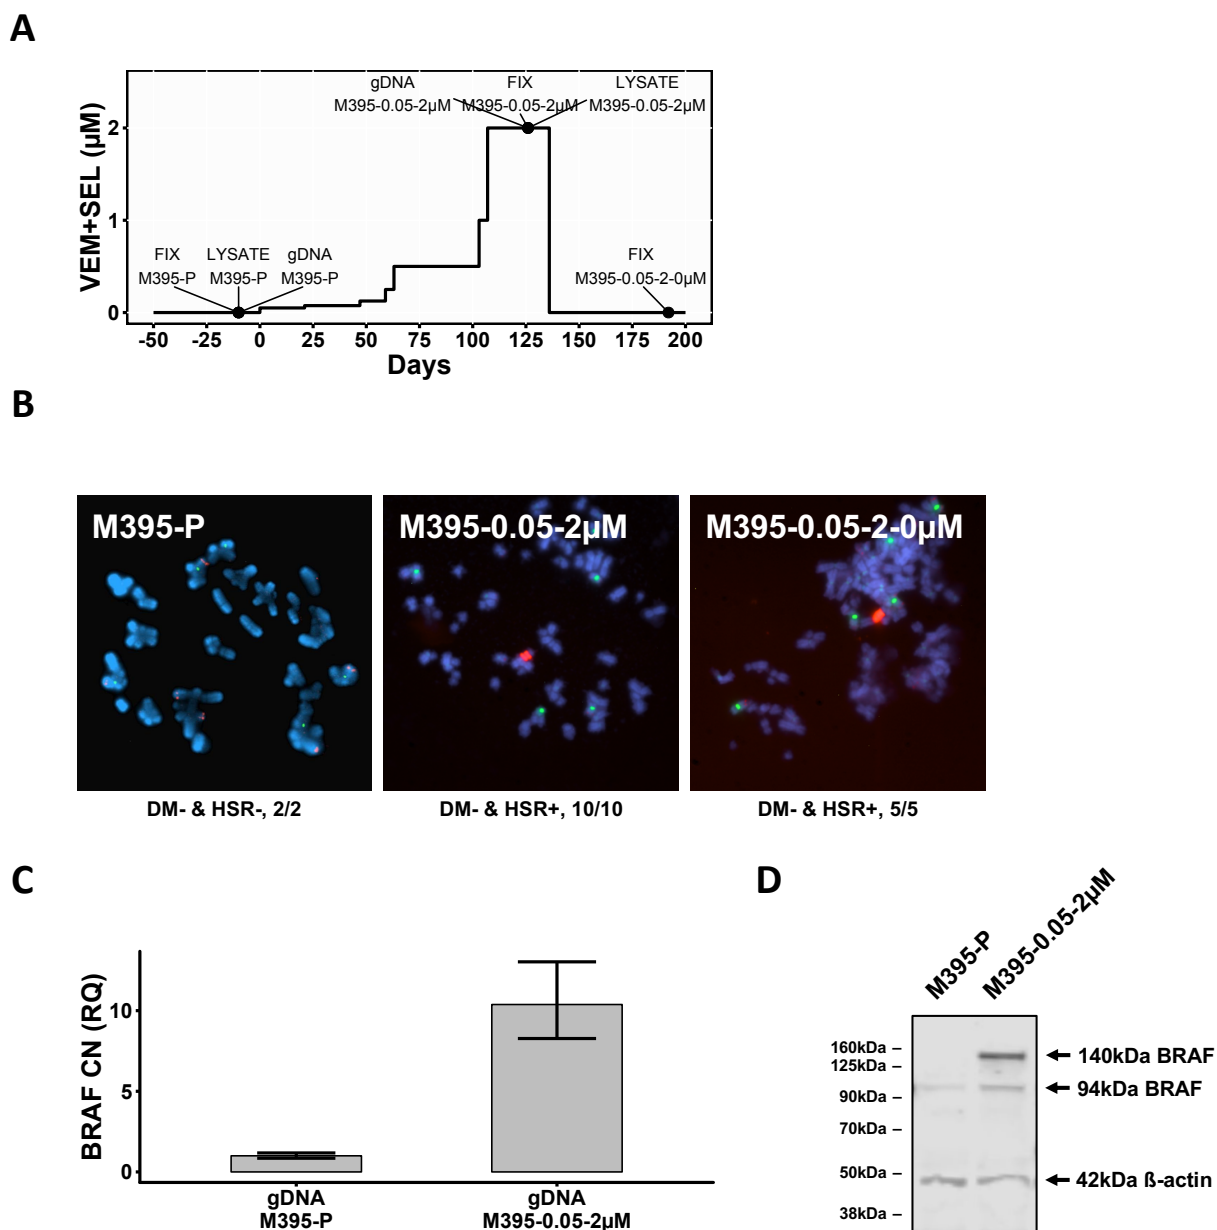 A
VEM+SEL (µM)
gDNA FIX LYSATE
M395-0.05-2µM M395-0.05-2µM M395-0.05-2µM
2
1
FIX LYSATE gDNA FIX
M395-P M395-P M395-P M395-0.05-2-0µM
0
-50 -25 0 25 50 75 100 125 150 175 200
Days
B
M395-P M395-0.05-2µM M395-0.05-2-0µM
DM- & HSR-, 2/2 DM- & HSR+, 10/10 DM- & HSR+, 5/5
C
BRAF CN (RQ)
10
5
0
gDNA gDNA
M395-P M395-0.05-2µM
D
M395-P M395-0.05-2µM
160kDa – 140kDa BRAF
125kDa –
90kDa – 94kDa BRAF
70kDa –
50kDa – 42kDa ß-actin
38kDa –